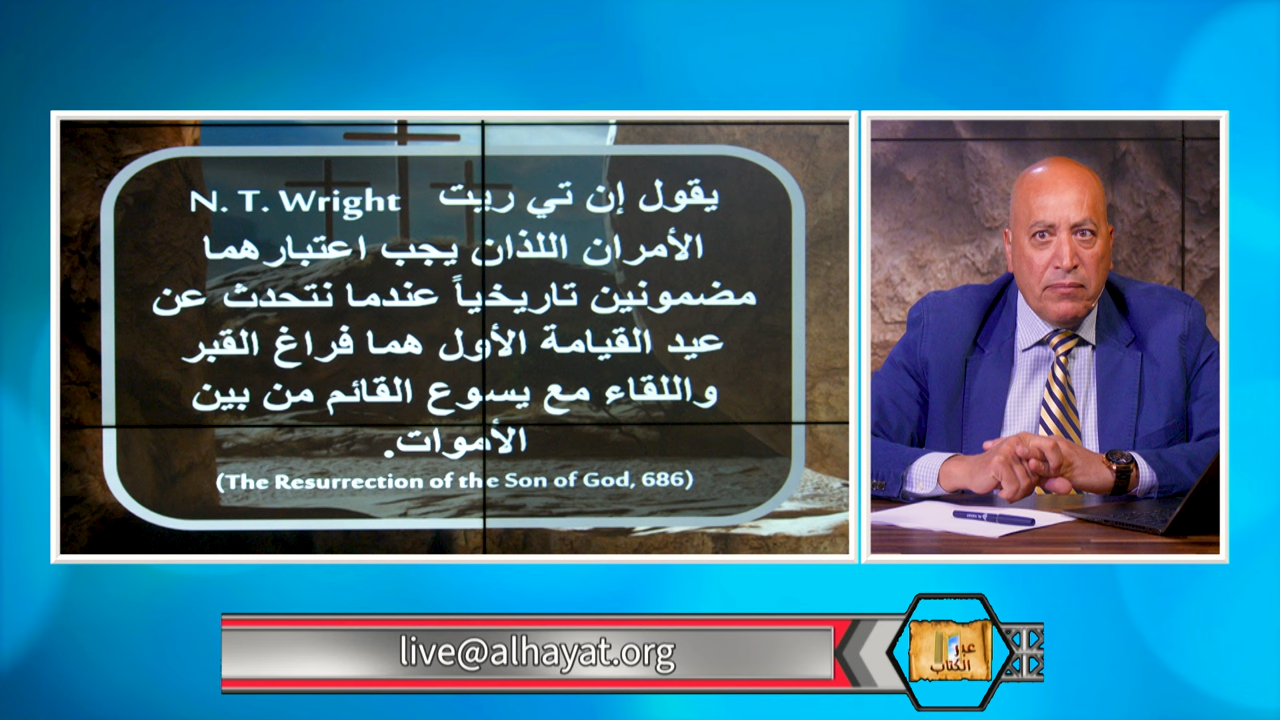 يقول إن تي ريت N. T. Wright
الأمران اللذان يجب اعتبارهما
مضمونين تاريخياً عندما نتحدث عن
عيد القيامة الأول هما فراغ القبر
واللقاء مع يسوع القائم من بين
الأموات.
(The Resurrection of the Son of God, 686)
live@alhayat.org
عبر
الكتاب